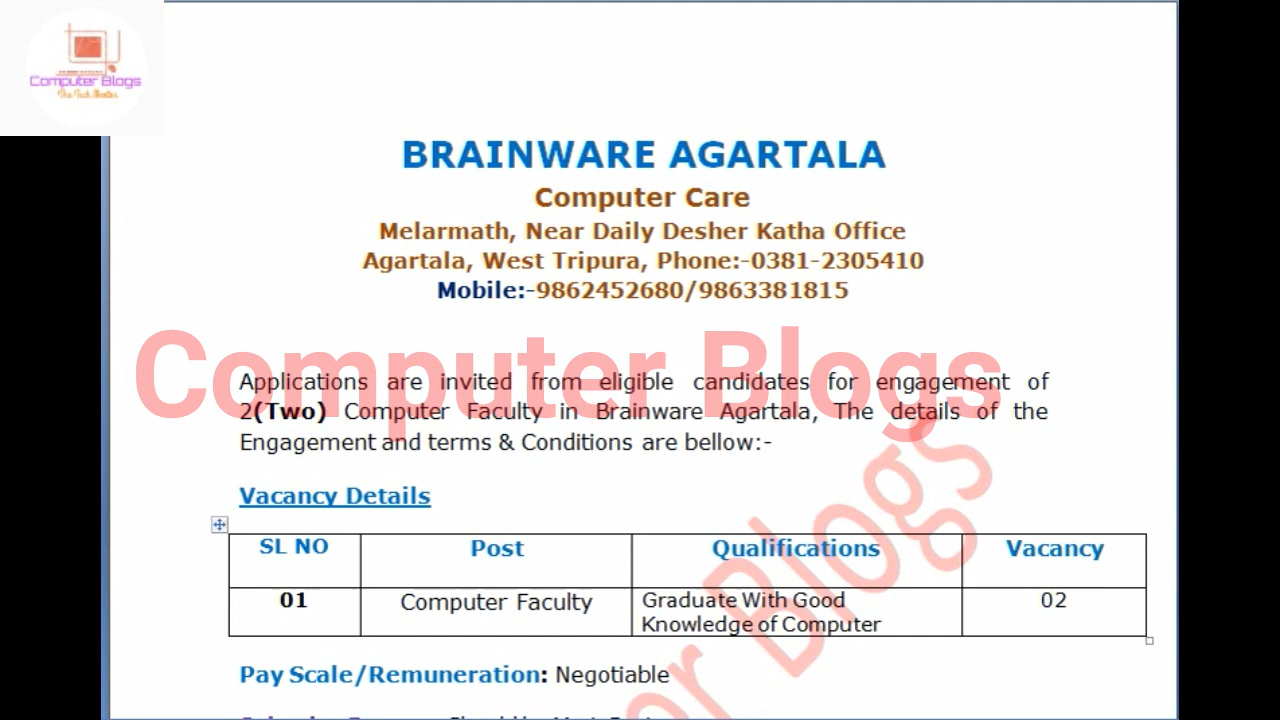 Computer Blogs
The Tech Mentor
BRAINWARE AGARTALA
Computer Care
Melarmath, Near Daily Desher Katha Office
Agartala, West Tripura, Phone:-0381-2305410
Mobile:-9862452680/9863381815
Computer Blogs
Applications are invited from eligible candidates for engagement of
2(Two) Computer Faculty in Brainware Agartala, The details of the
Engagement and terms & Conditions are bellow:-
Vacancy Details
SL NO Post Qualifications Vacancy
01 Computer Faculty Graduate With Good 02
Knowledge of Computer
Pay Scale/Remuneration: Negotiable
Blogs